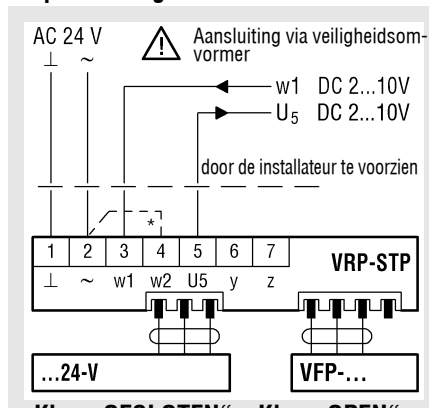 AC 24 V
Aansluiting via veiligheidsom-
vormer
⊥ ~
w1 DC 2...10V
U5 DC 2...10V
door de installateur te voorzien
*
1 2 3 4 5 6 7
VRP-STP
⊥ ~ w1 w2 U5 y z
...24-V
VFP-...